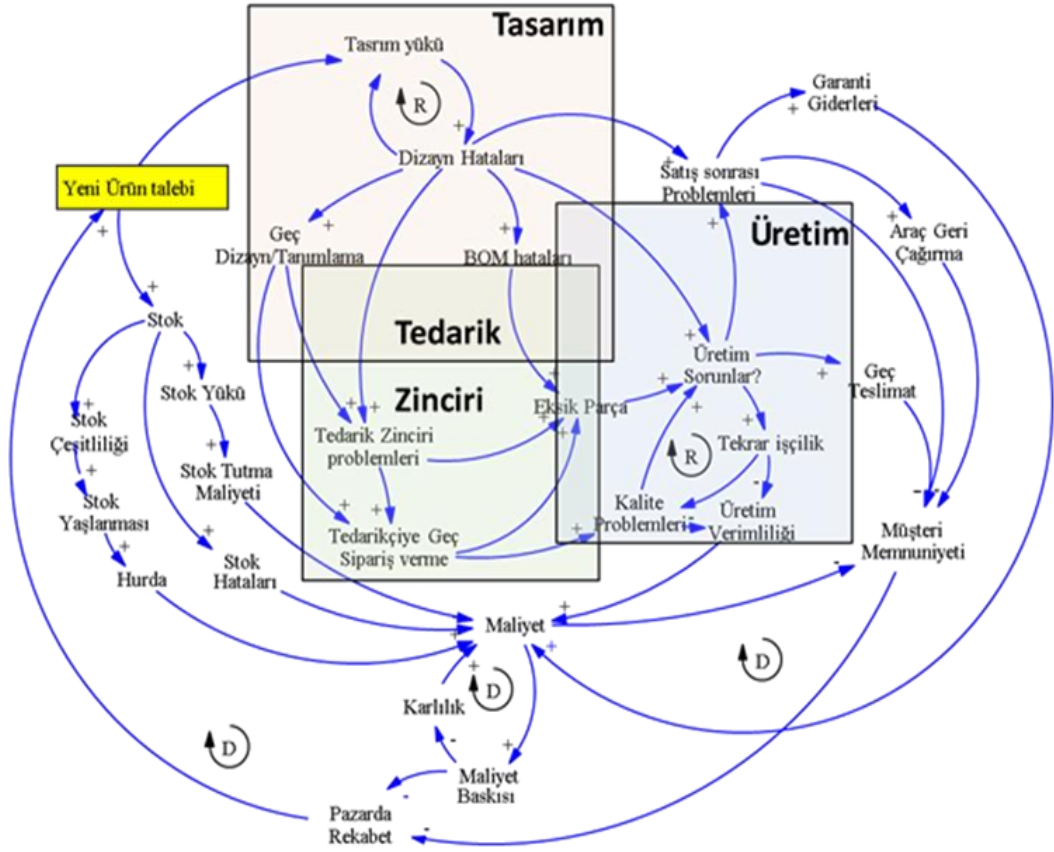 Tasarım
Tasrım yükü
R
Dizayn Hataları
Garanti
Giderleri
Yeni Ürün talebi
Satış sonrası
Problemleri
Geç
Dizayn/Tanımlama
BOM hataları
Üretim
Araç Geri
Çağırma
Stok
Tedarik
Zinciri
Stok Yükü
Üretim
Sorunlar?
Geç
Teslimat
Eksik Parça
Stok
Çeşitliliği
Tedarik Zinciri
problemleri
Tekrar işçilik
R
Stok Tutma
Maliyeti
Stok
Yaşlanması
Kalite
Problemleri
Üretim
Verimliliği
Tedarikçiye Geç
Sipariş verme
Müşteri
Memnuniyeti
Hurda
Stok
Hataları
Maliyet
D
D
Karlılık
D
Maliyet
Baskısı
Pazarda
Rekabet